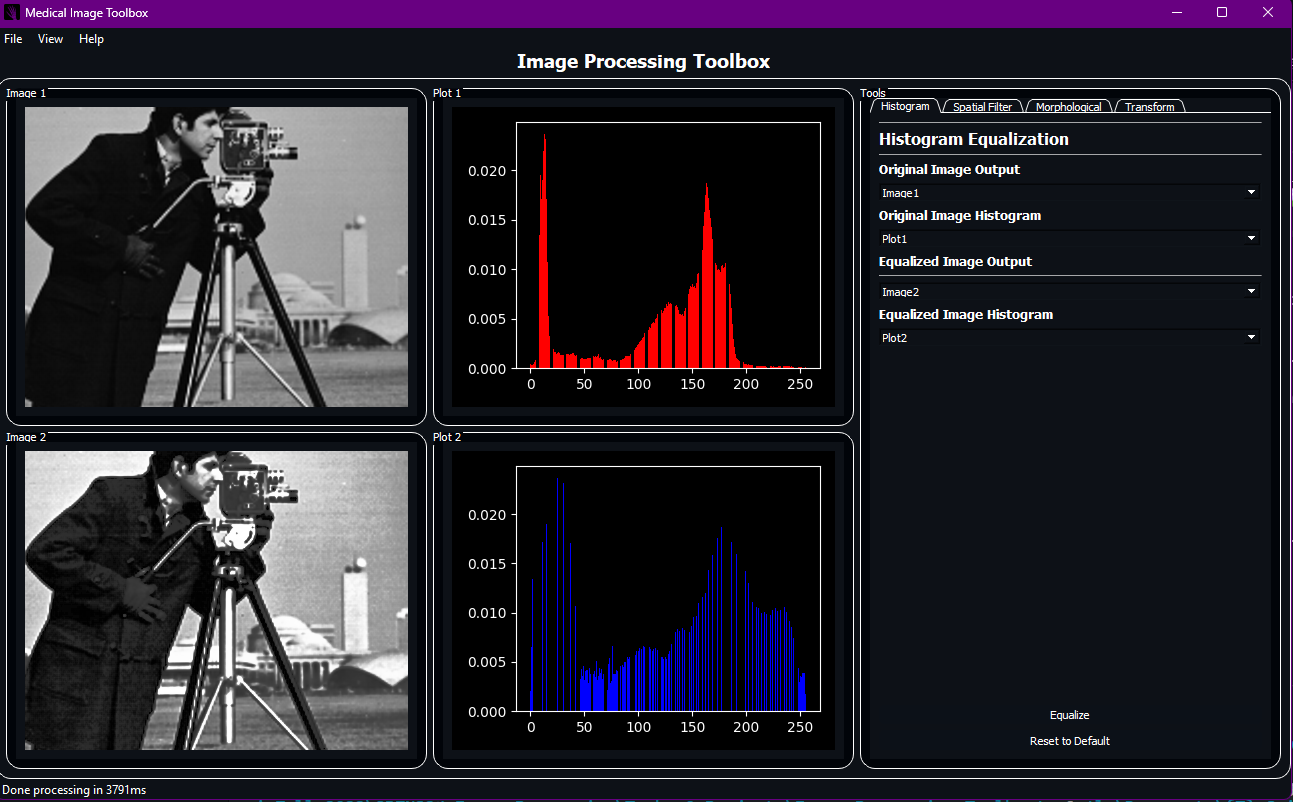 Medical Image Toolbox
File View Help
Image Processing Toolbox
Image 1
Plot 1
0.020
0.015
0.010
0.005
0.000
0 50 100 150 200 250
Image 2
Plot 2
0.020
0.015
0.010
0.005
0.000
0 50 100 150 200 250
Tools
Histogram Spatial Filter Morphological Transform
Histogram Equalization
Original Image Output
Image1
Original Image Histogram
Plot1
Equalized Image Output
Image2
Equalized Image Histogram
Plot2
Equalize
Reset to Default
Done processing in 3791ms